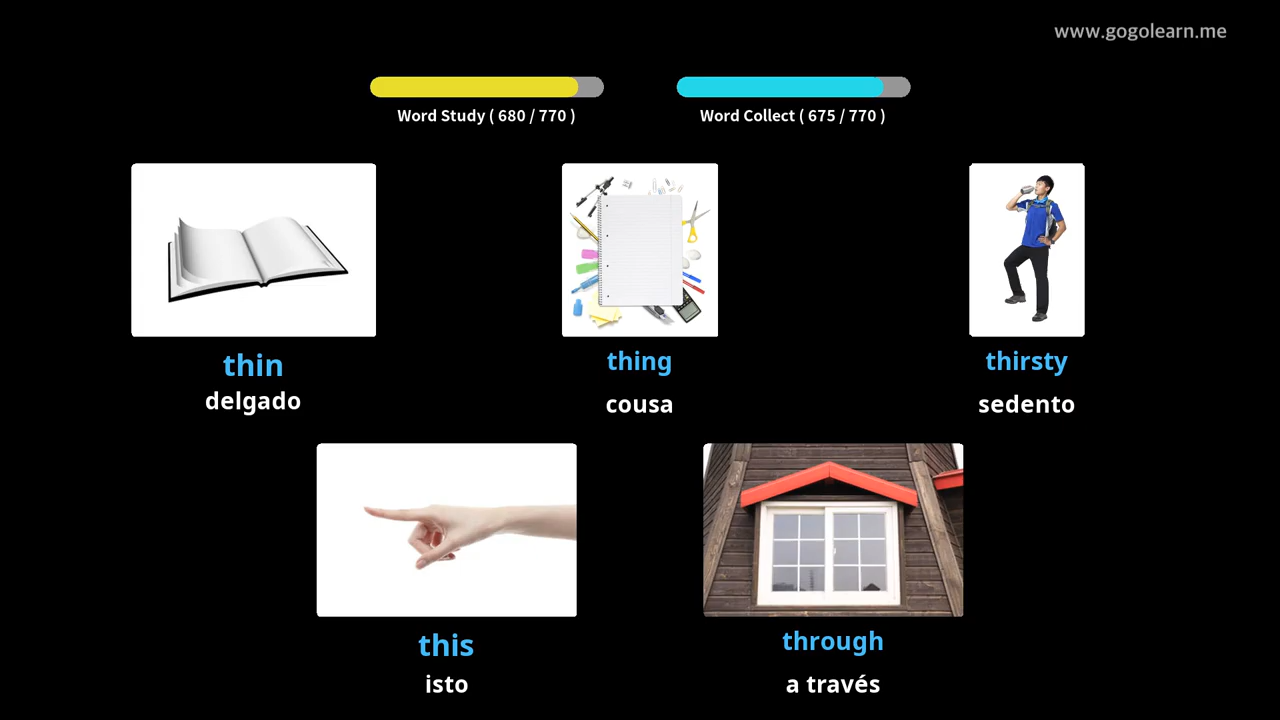 www.gogolearn.me
Word Study ( 680 / 770 )
Word Collect ( 675 / 770 )
thin
delgado
thing
cousa
thirsty
sedento
this
isto
through
a través